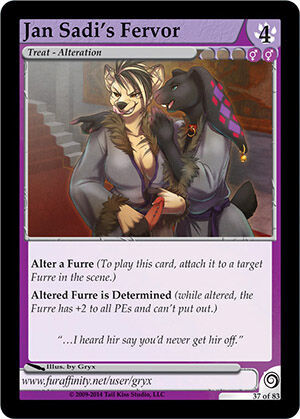 Jan Sadi's Fervor
4
Treat - Alteration
Alter a Furre (To play this card, attach it to a target
Furre in the scene.)
Altered Furre is Determined (while altered, the
Furre has +2 to all PEs and can't put out.)
"…I heard hir say you'd never get hir off."
Illus. by Gryx
www.furaffinity.net/user/gryx
37 of 83
© 2009-2014 Tail Kiss Studio, LLC